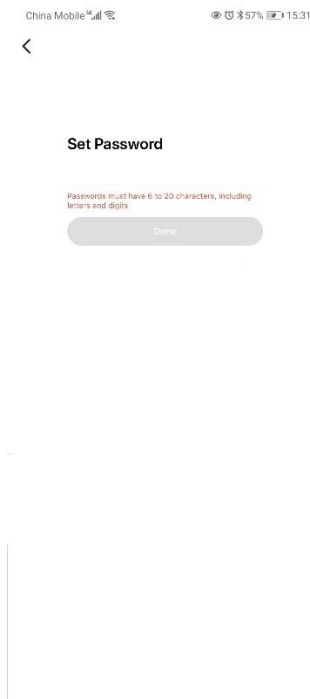 China Mobile 57% 15:31
Set Password
Passwords must have 6 to 20 characters, including
letters and digits
Done